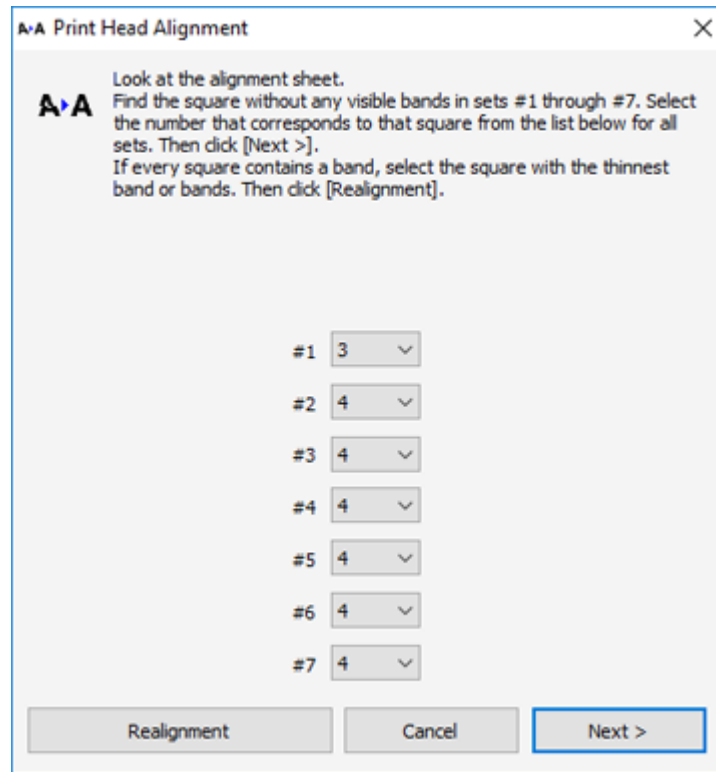 A▸A Print Head Alignment
A▸A
Look at the alignment sheet.
Find the square without any visible bands in sets #1 through #7. Select
the number that corresponds to that square from the list below for all
sets. Then click [Next >].
If every square contains a band, select the square with the thinnest
band or bands. Then click [Realignment].
#1 3
#2 4
#3 4
#4 4
#5 4
#6 4
#7 4
Realignment Cancel Next >